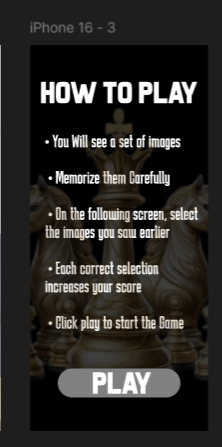 iPhone 16 - 3
HOW TO PLAY
• You Will see a set of images
• Memorize them Carefully
• On the following screen, select
the images you saw earlier
• Each correct selection
increases your score
• Click play to start the Game
PLAY